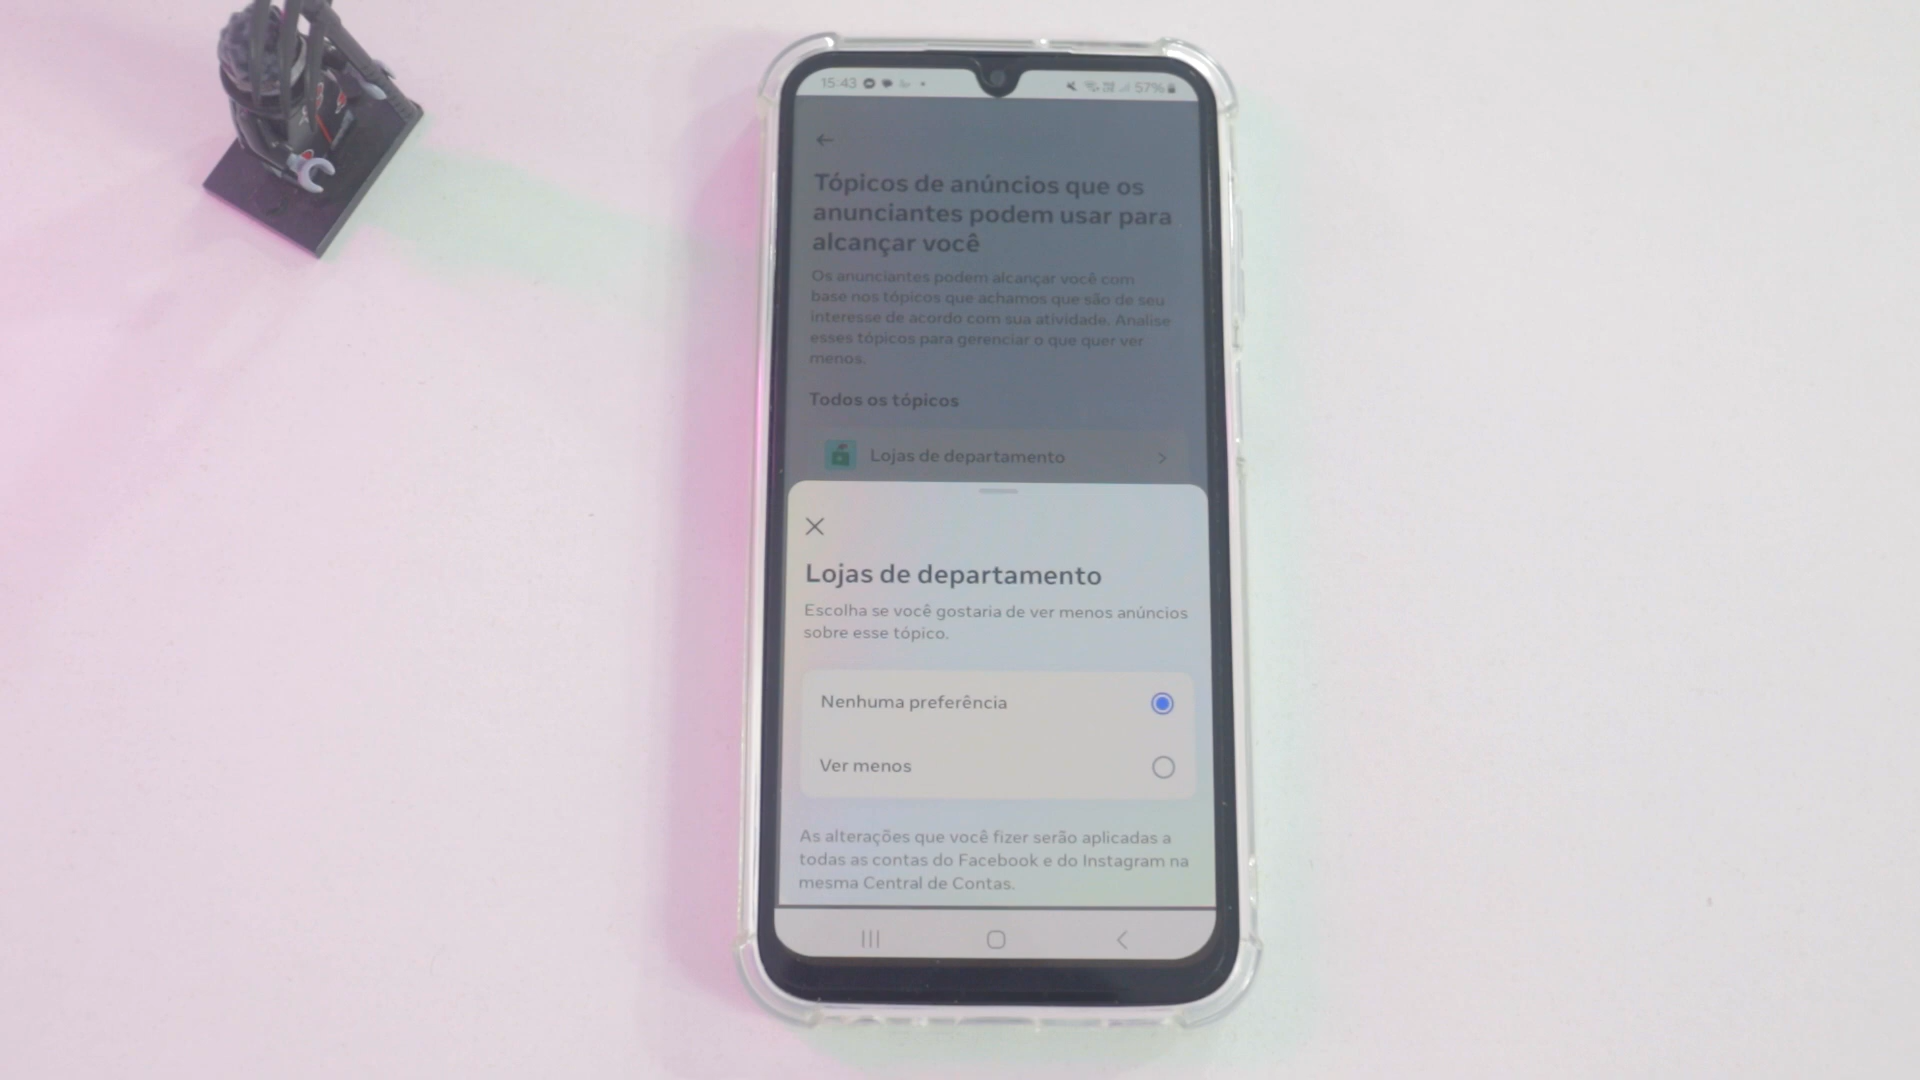 15:43
57%
Tópicos de anúncios que os
anunciantes podem usar para
alcançar você
Os anunciantes podem alcançar você com
base nos tópicos que achamos que são de seu
interesse de acordo com sua atividade. Analise
esses tópicos para gerenciar o que quer ver
menos.
Todos os tópicos
Lojas de departamento
Lojas de departamento
Escolha se você gostaria de ver menos anúncios
sobre esse tópico.
Nenhuma preferência
Ver menos
As alterações que você fizer serão aplicadas a
todas as contas do Facebook e do Instagram na
mesma Central de Contas.